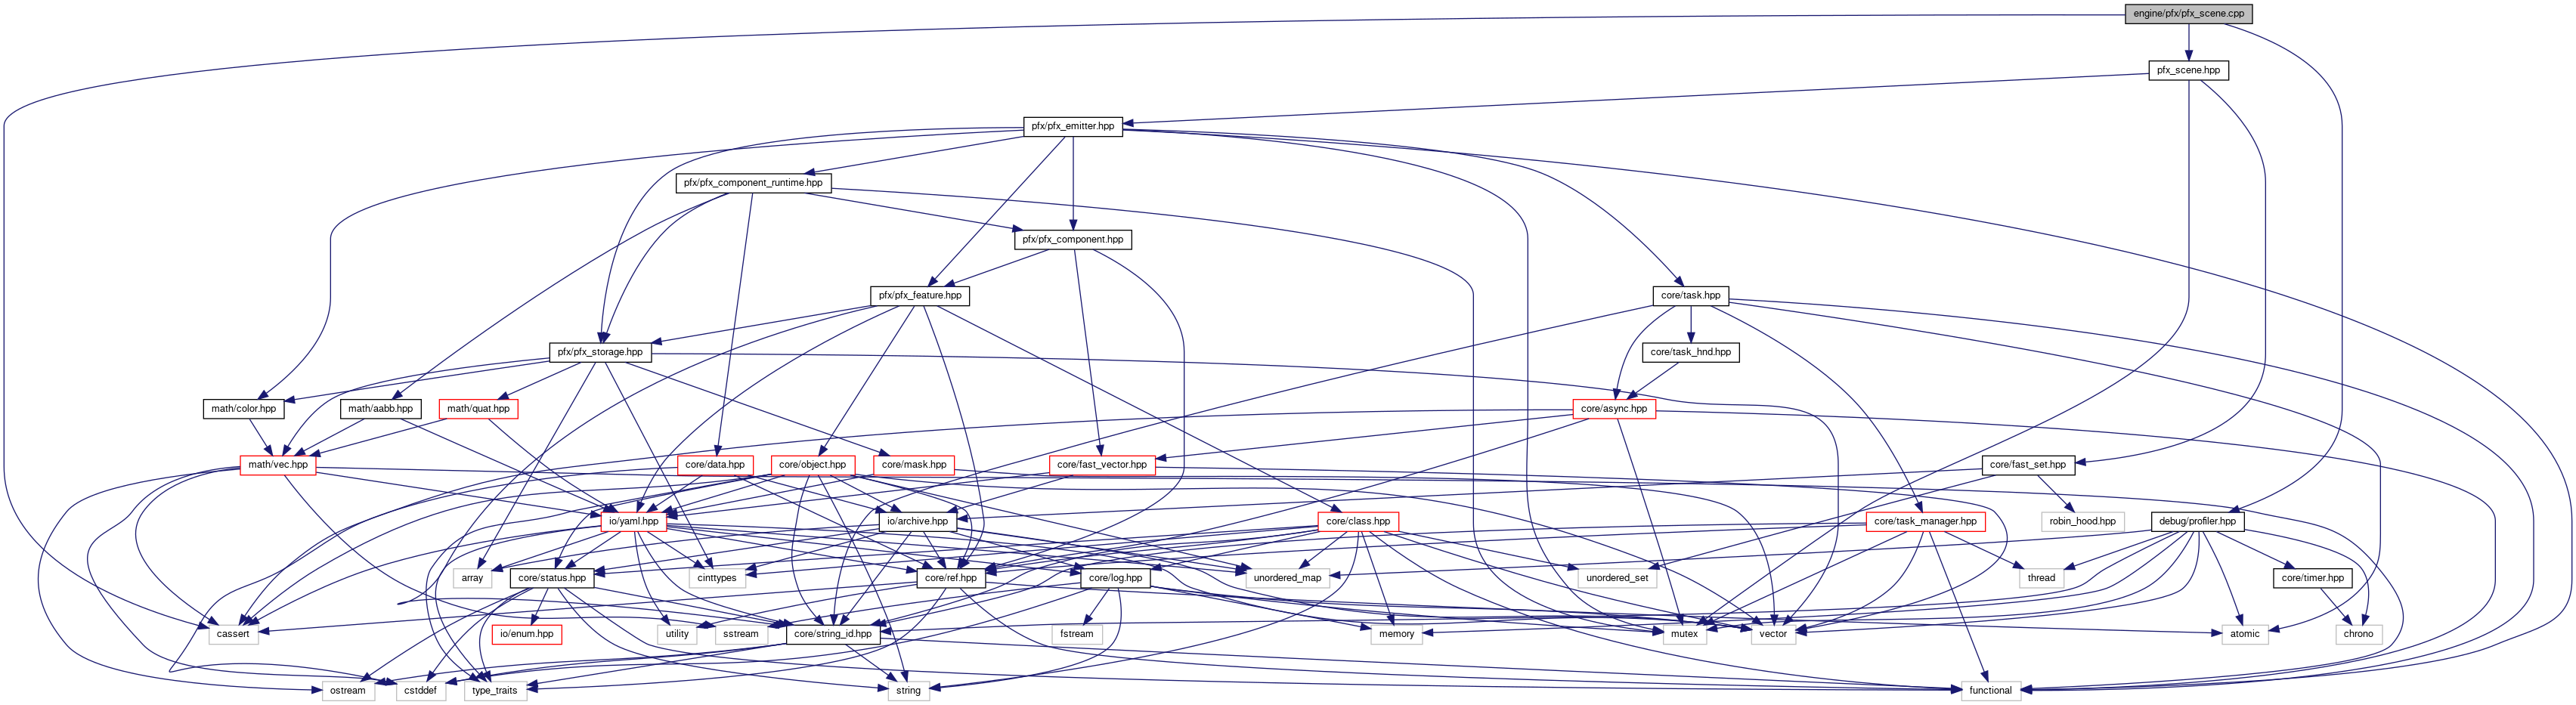 engine/pfx/pfx_scene.cpp
pfx_scene.hpp
pfx/pfx_emitter.hpp
pfx/pfx_component_runtime.hpp
pfx/pfx_component.hpp
pfx/pfx_feature.hpp
core/task.hpp
pfx/pfx_storage.hpp
core/task_hnd.hpp
math/color.hpp
math/aabb.hpp
math/quat.hpp
core/async.hpp
math/vec.hpp
core/data.hpp
core/object.hpp
core/mask.hpp
core/fast_vector.hpp
core/fast_set.hpp
io/yaml.hpp
io/archive.hpp
core/class.hpp
core/task_manager.hpp
robin_hood.hpp
debug/profiler.hpp
array
core/status.hpp
cinttypes
core/ref.hpp
core/log.hpp
unordered_map
unordered_set
thread
core/timer.hpp
cassert
io/enum.hpp
utility
sstream
core/string_id.hpp
fstream
memory
mutex
vector
atomic
chrono
ostream
cstddef
type_traits
string
functional